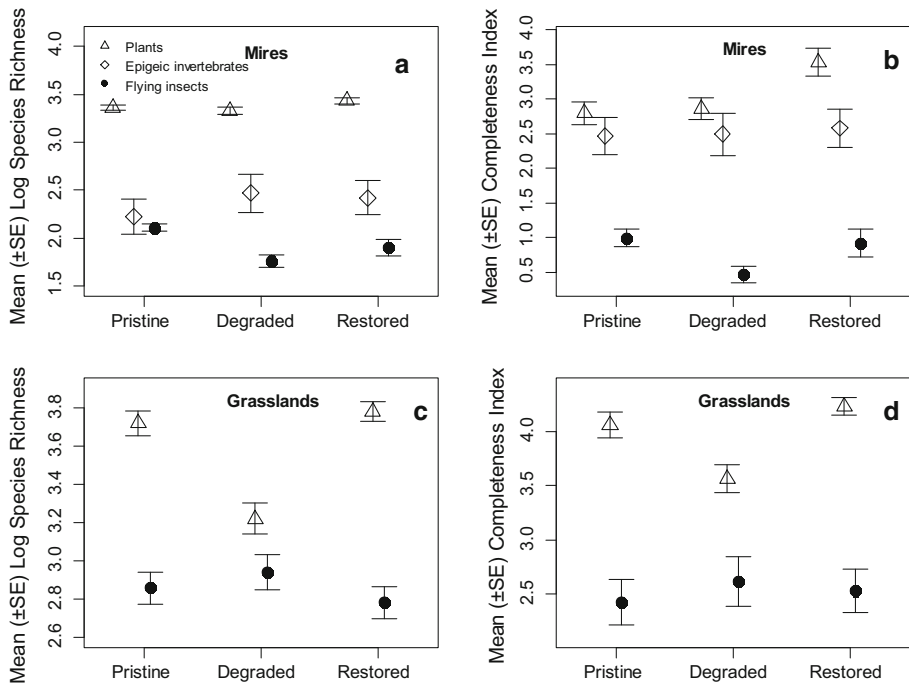 Mean (±SE) Log Species Richness
4.0
3.5
3.0
2.5
2.0
1.5
Plants
Epigeic invertebrates
Flying insects
Mires
a
Pristine Degraded Restored
Mean (±SE) Completeness Index
4.0
3.5
3.0
2.5
2.0
1.5
1.0
0.5
Mires
b
Pristine Degraded Restored
Mean (±SE) Log Species Richness
3.8
3.6
3.4
3.2
3.0
2.8
2.6
Grasslands
c
Pristine Degraded Restored
Mean (±SE) Completeness Index
4.0
3.5
3.0
2.5
Grasslands
d
Pristine Degraded Restored